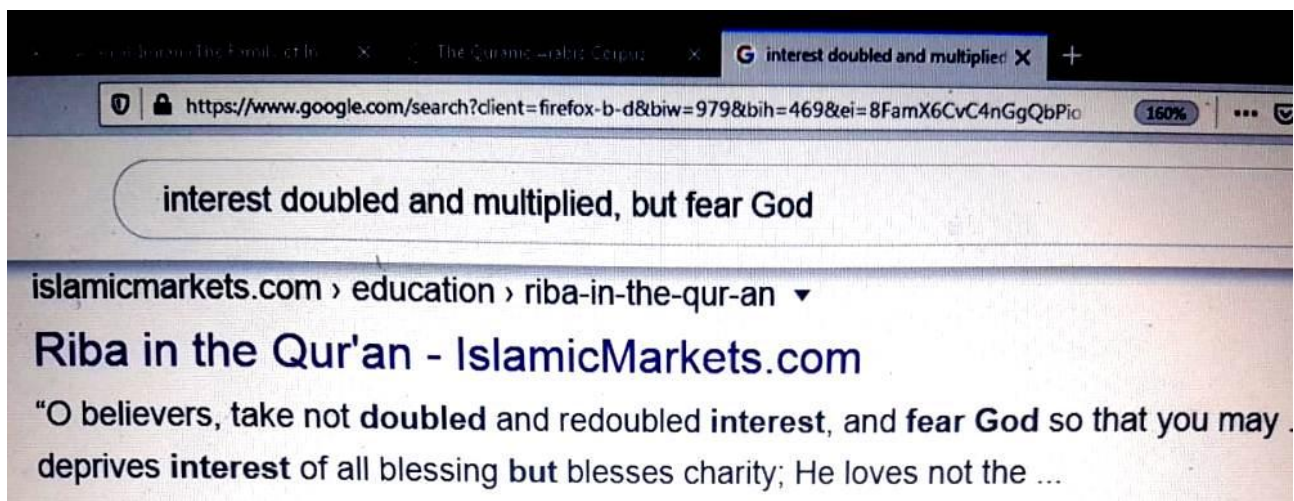 The Quranic Arabic Corpus
G interest doubled and multiplied
https://www.google.com/search?client=firefox-b-d&biw=979&bih=469&ei=8FamX6CvC4nGgQbPio 160%
interest doubled and multiplied, but fear God
islamicmarkets.com › education › riba-in-the-qur-an
Riba in the Qur'an - IslamicMarkets.com
“O believers, take not doubled and redoubled interest, and fear God so that you may .
deprives interest of all blessing but blesses charity; He loves not the ...